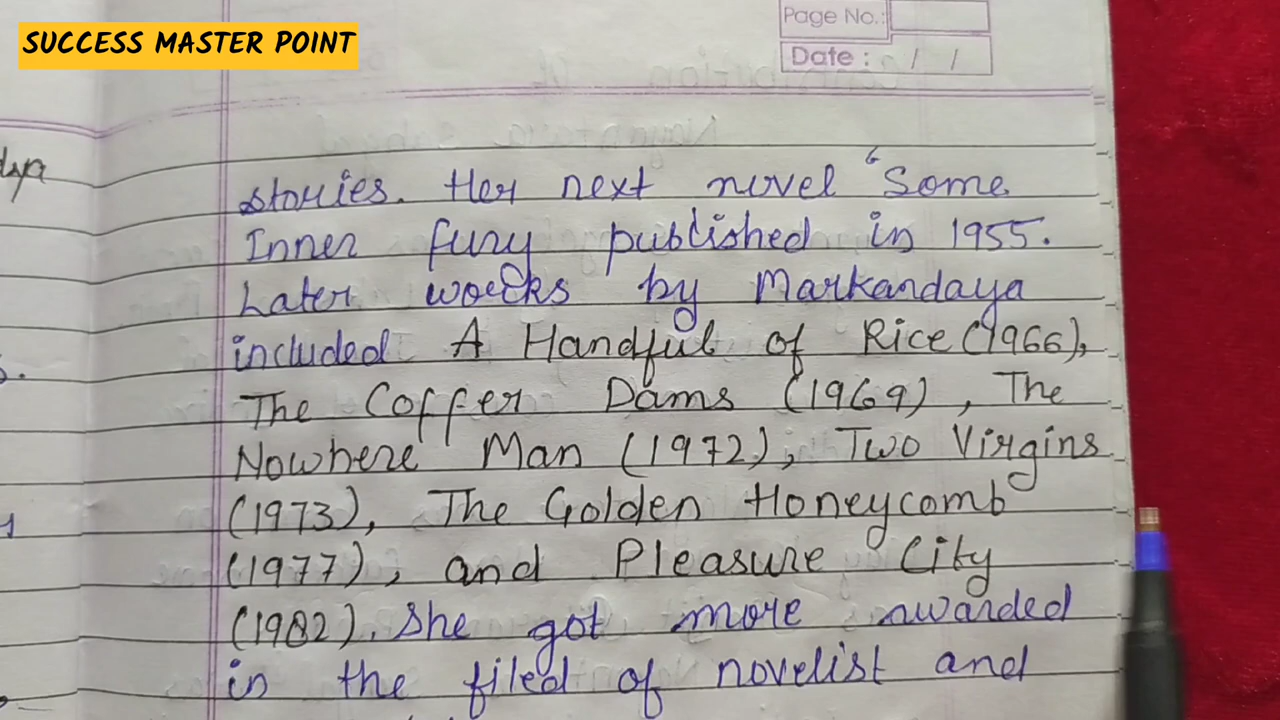 SUCCESS MASTER POINT
Page No.:
Date : / /
stories. Her next novel “Some
Inner fury published in 1955.
Later works by Markandaya
included A Handful of Rice (1966),
The Coffer Dams (1969), The
Nowhere Man (1972), Two Virgins
(1973), The Golden Honeycomb
(1977), and Pleasure City
(1982). She got more awarded
in the filed of novelist and